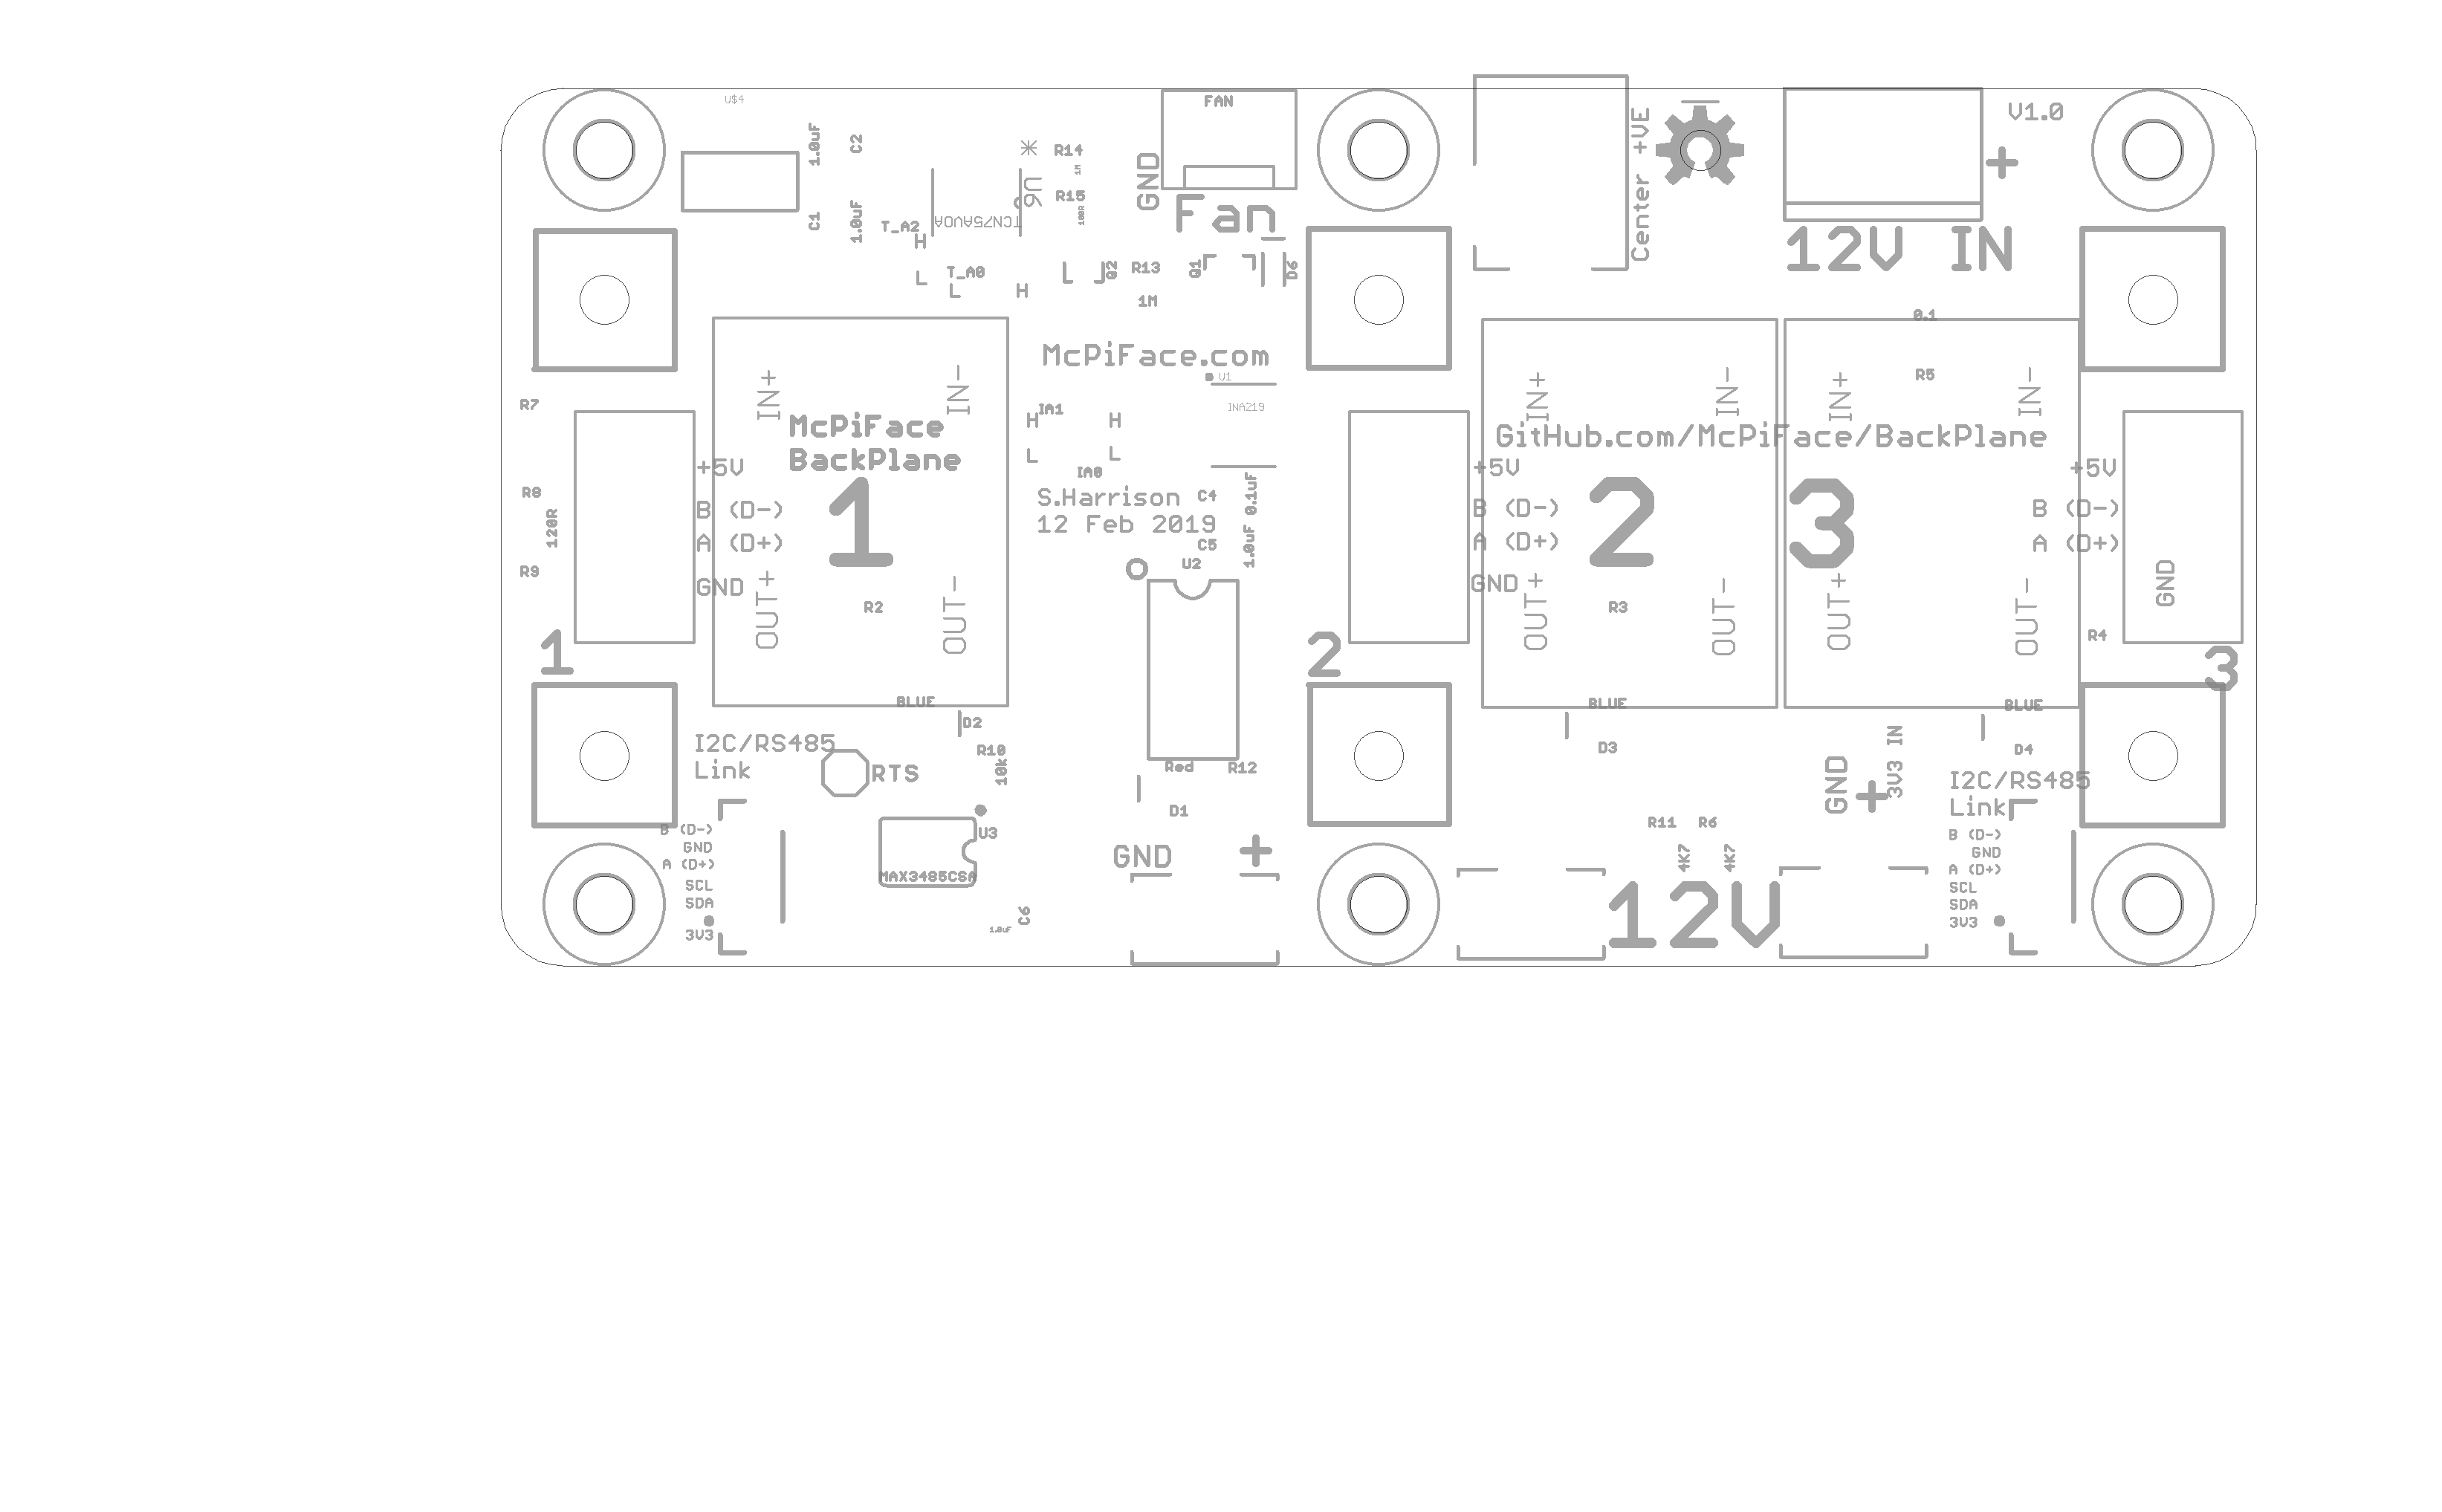 U$4
FAN
V1.0
1.0uF
C2
R14
1M
+VE
+
GND
U6
R15
100R
Fan
Center
C1
1.0uF
T_A2
TCN75AVOA
H
12V IN
L
T_A0
L
H
Q2
R13
Q1
D6
1M
0.1
McPiFace.com
U1
IN+
IN-
IN+
IN-
IN+
IN-
R5
R7
IA1
INA219
H
H
McPiFace
BackPlane
GitHub.com/McPiFace/BackPlane
L
L
IA0
+5V
+5V
+5V
R8
S.Harrison
12 Feb 2019
C4
0.1uF
B (D-)
B (D-)
B (D-)
1
2
3
120R
A (D+)
A (D+)
A (D+)
C5
1.0uF
U2
R9
GND
GND
GND
OUT+
OUT-
OUT+
OUT-
OUT+
OUT-
R2
R3
R4
1
2
3
BLUE
BLUE
BLUE
D2
D3
D4
I2C/RS485
Link
RTS
R10
10k
Red
R12
D1
GND
+
3V3 IN
I2C/RS485
Link
B (D-)
GND
A (D+)
SCL
SDA
3V3
U3
MAX3485CSA
C6
1.0uF
GND
+
R11
R6
4K7
4K7
12V
B (D-)
GND
A (D+)
SCL
SDA
3V3